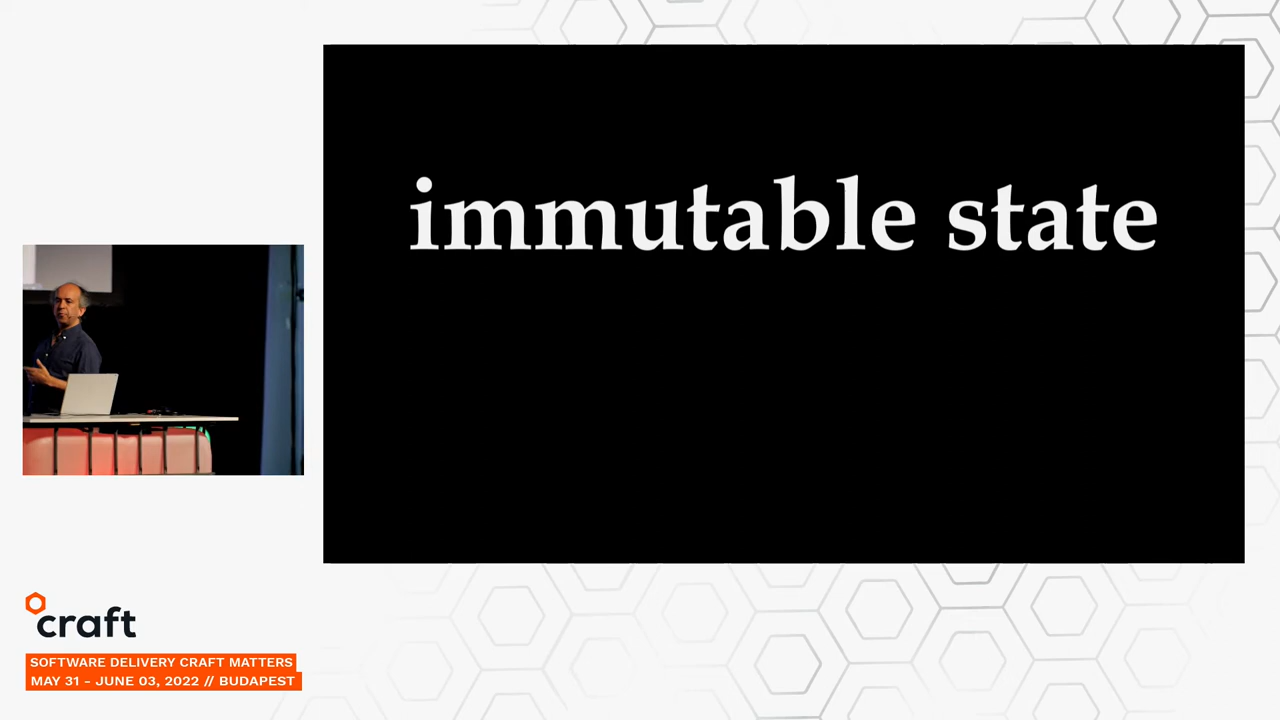 immutable state
craft
SOFTWARE DELIVERY CRAFT MATTERS
MAY 31 - JUNE 03, 2022 // BUDAPEST